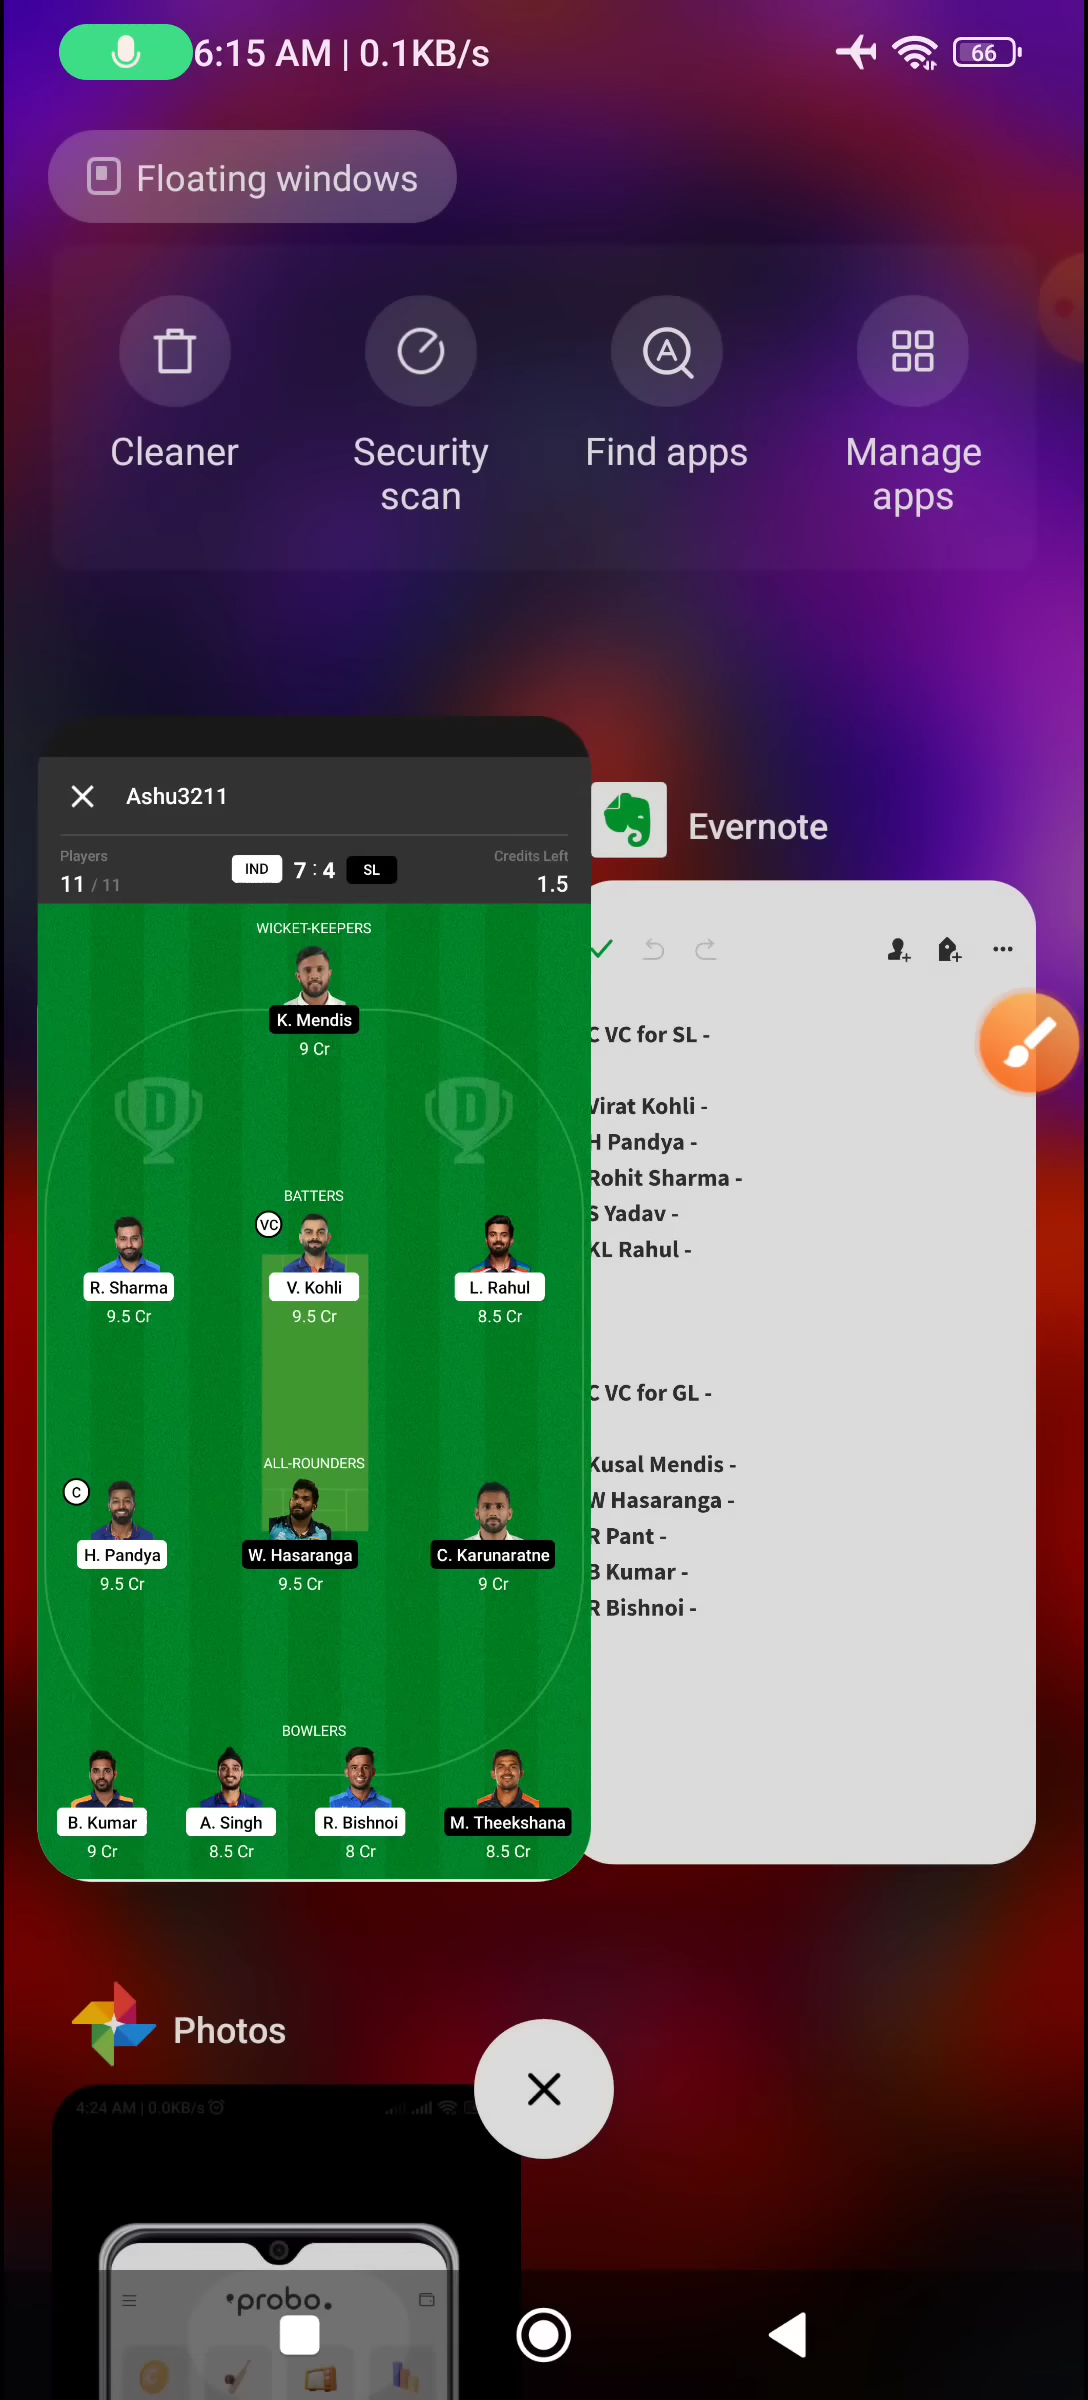 6:15 AM | 0.1KB/s
66
Floating windows
Cleaner
Security scan
Find apps
Manage apps
Ashu3211
Players
11 / 11
IND 7 : 4 SL
Credits Left
1.5
WICKET-KEEPERS
K. Mendis
9 Cr
BATTERS
VC
R. Sharma
9.5 Cr
V. Kohli
9.5 Cr
L. Rahul
8.5 Cr
ALL-ROUNDERS
C
H. Pandya
9.5 Cr
W. Hasaranga
9.5 Cr
C. Karunaratne
9 Cr
BOWLERS
B. Kumar
9 Cr
A. Singh
8.5 Cr
R. Bishnoi
8 Cr
M. Theekshana
8.5 Cr
Evernote
C VC for SL -
Virat Kohli -
H Pandya -
Rohit Sharma -
S Yadav -
KL Rahul -
C VC for GL -
Kusal Mendis -
W Hasaranga -
R Pant -
B Kumar -
R Bishnoi -
Photos
4:24 AM | 0.0KB/s
probo.